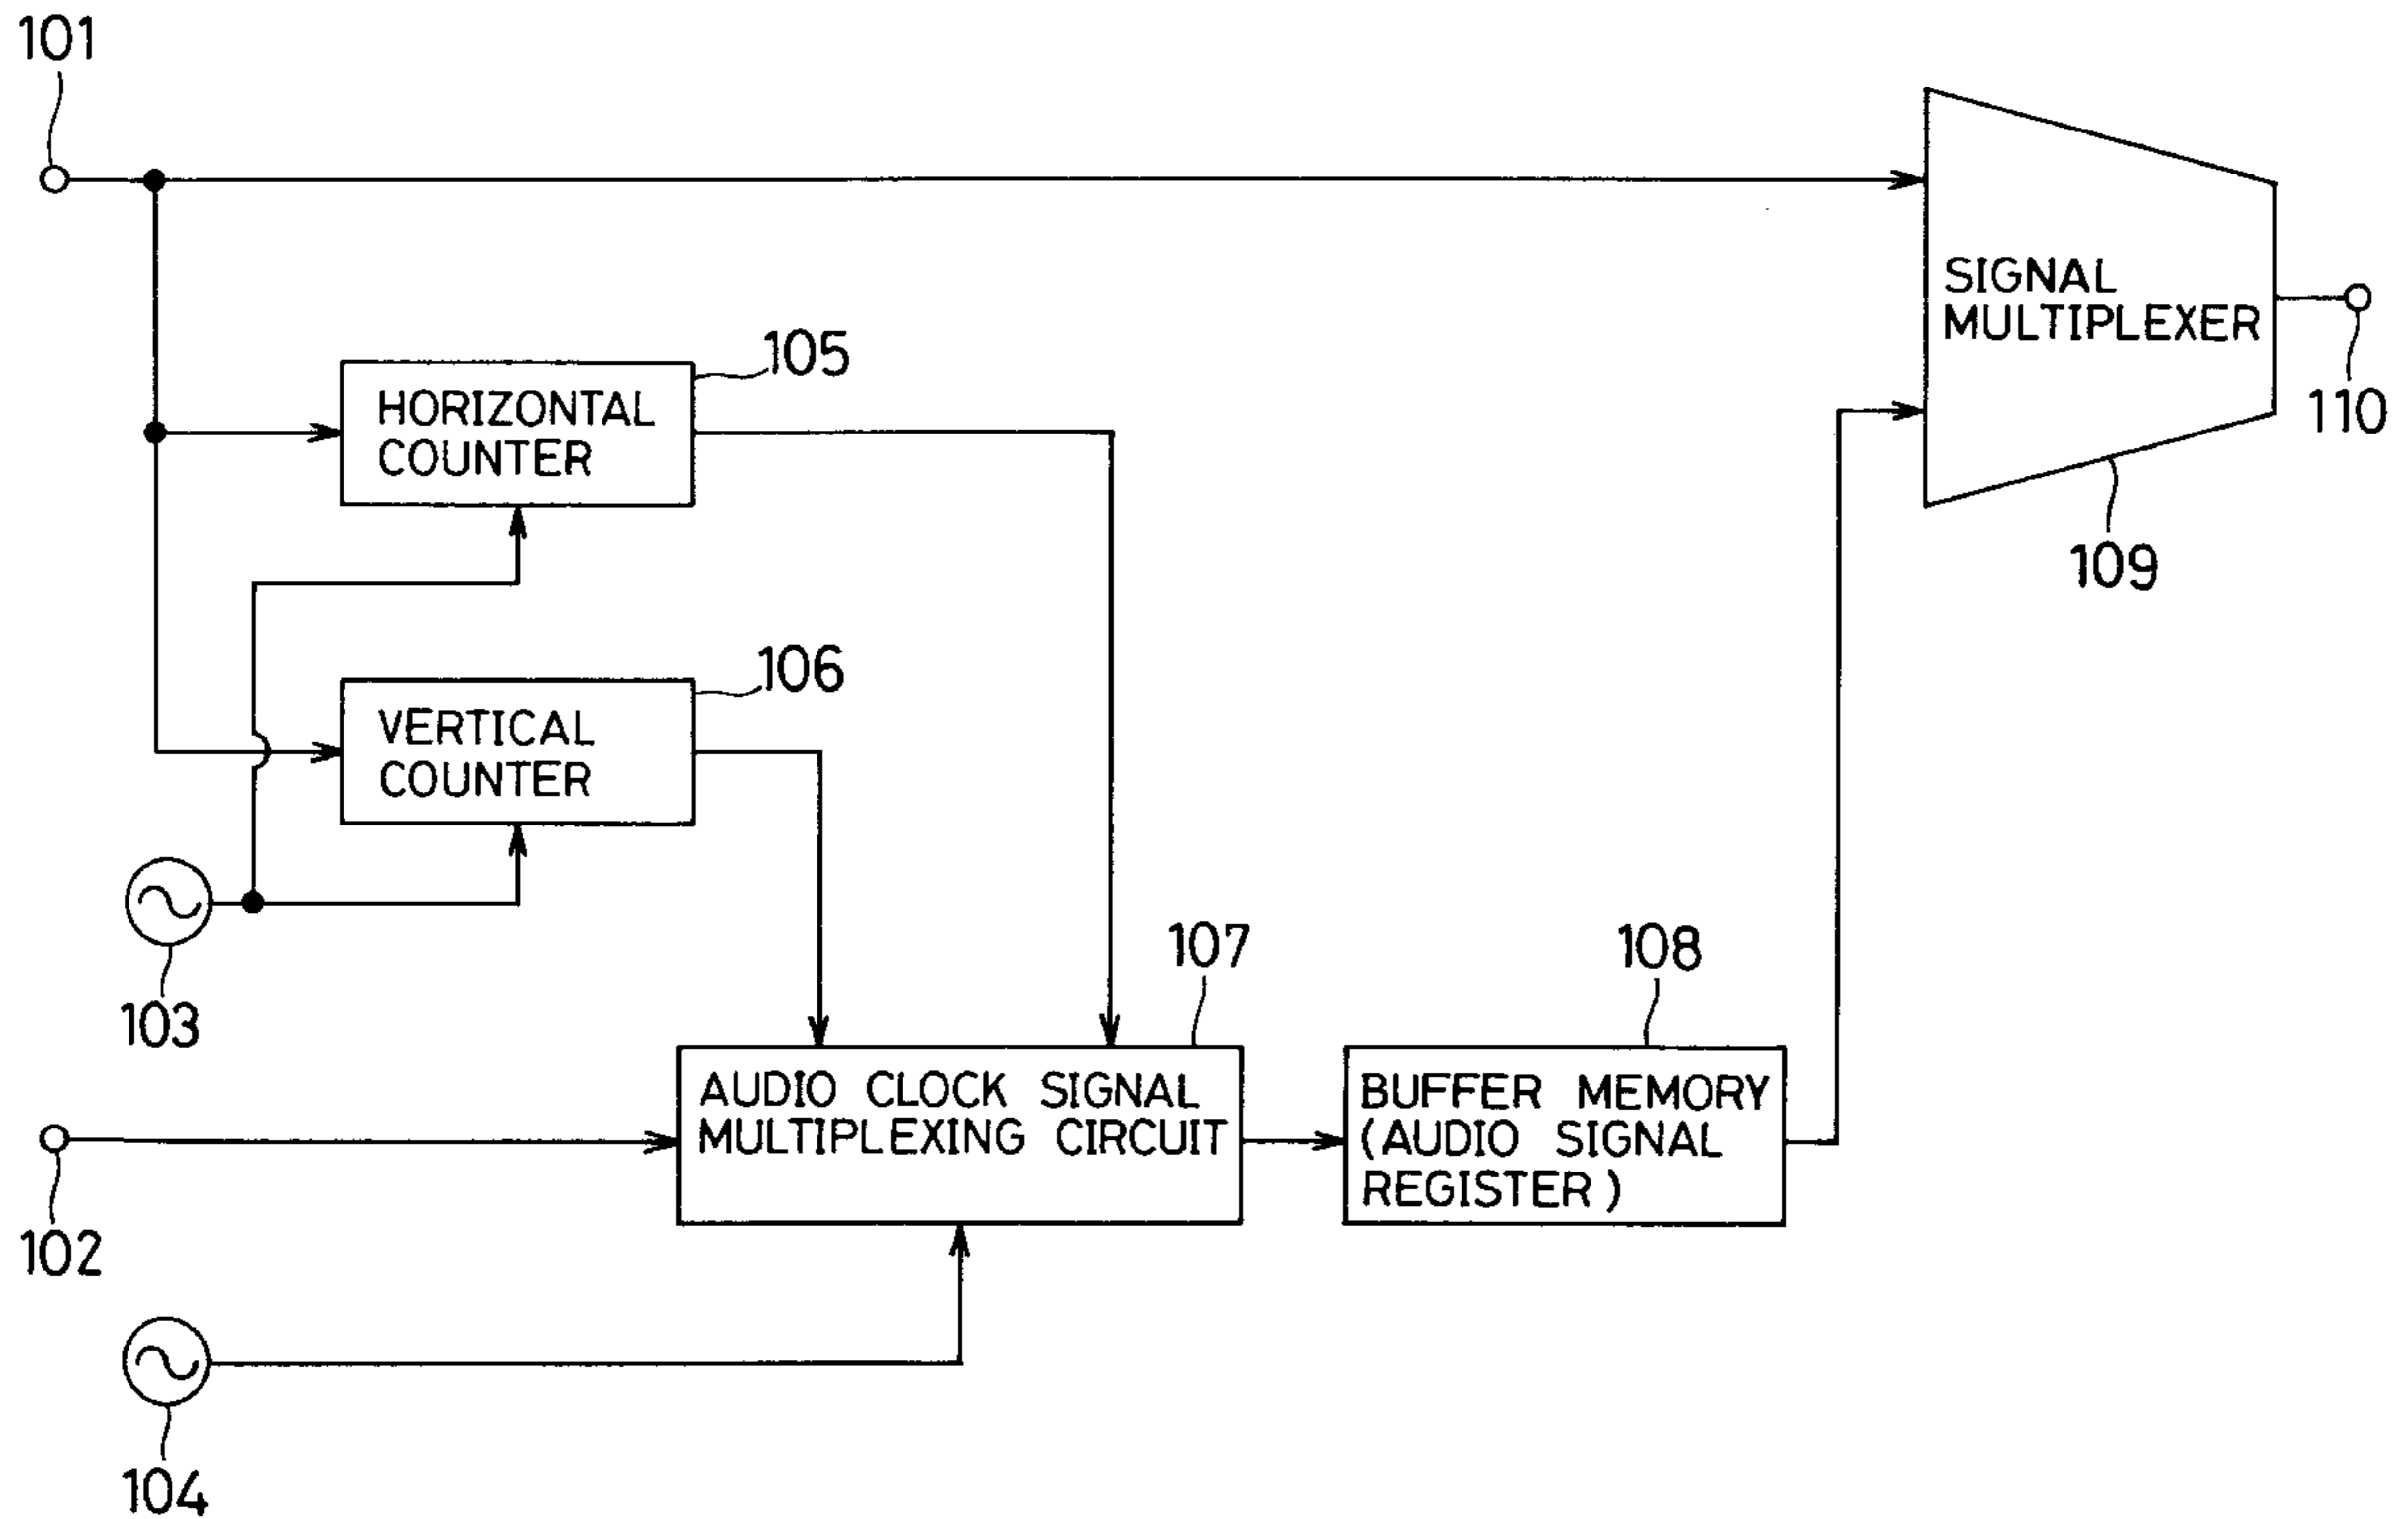 101
SIGNAL
MULTIPLEXER
110
109
105
HORIZONTAL
COUNTER
106
VERTICAL
COUNTER
103
107
108
AUDIO CLOCK SIGNAL
MULTIPLEXING CIRCUIT
BUFFER MEMORY
(AUDIO SIGNAL
REGISTER)
102
104